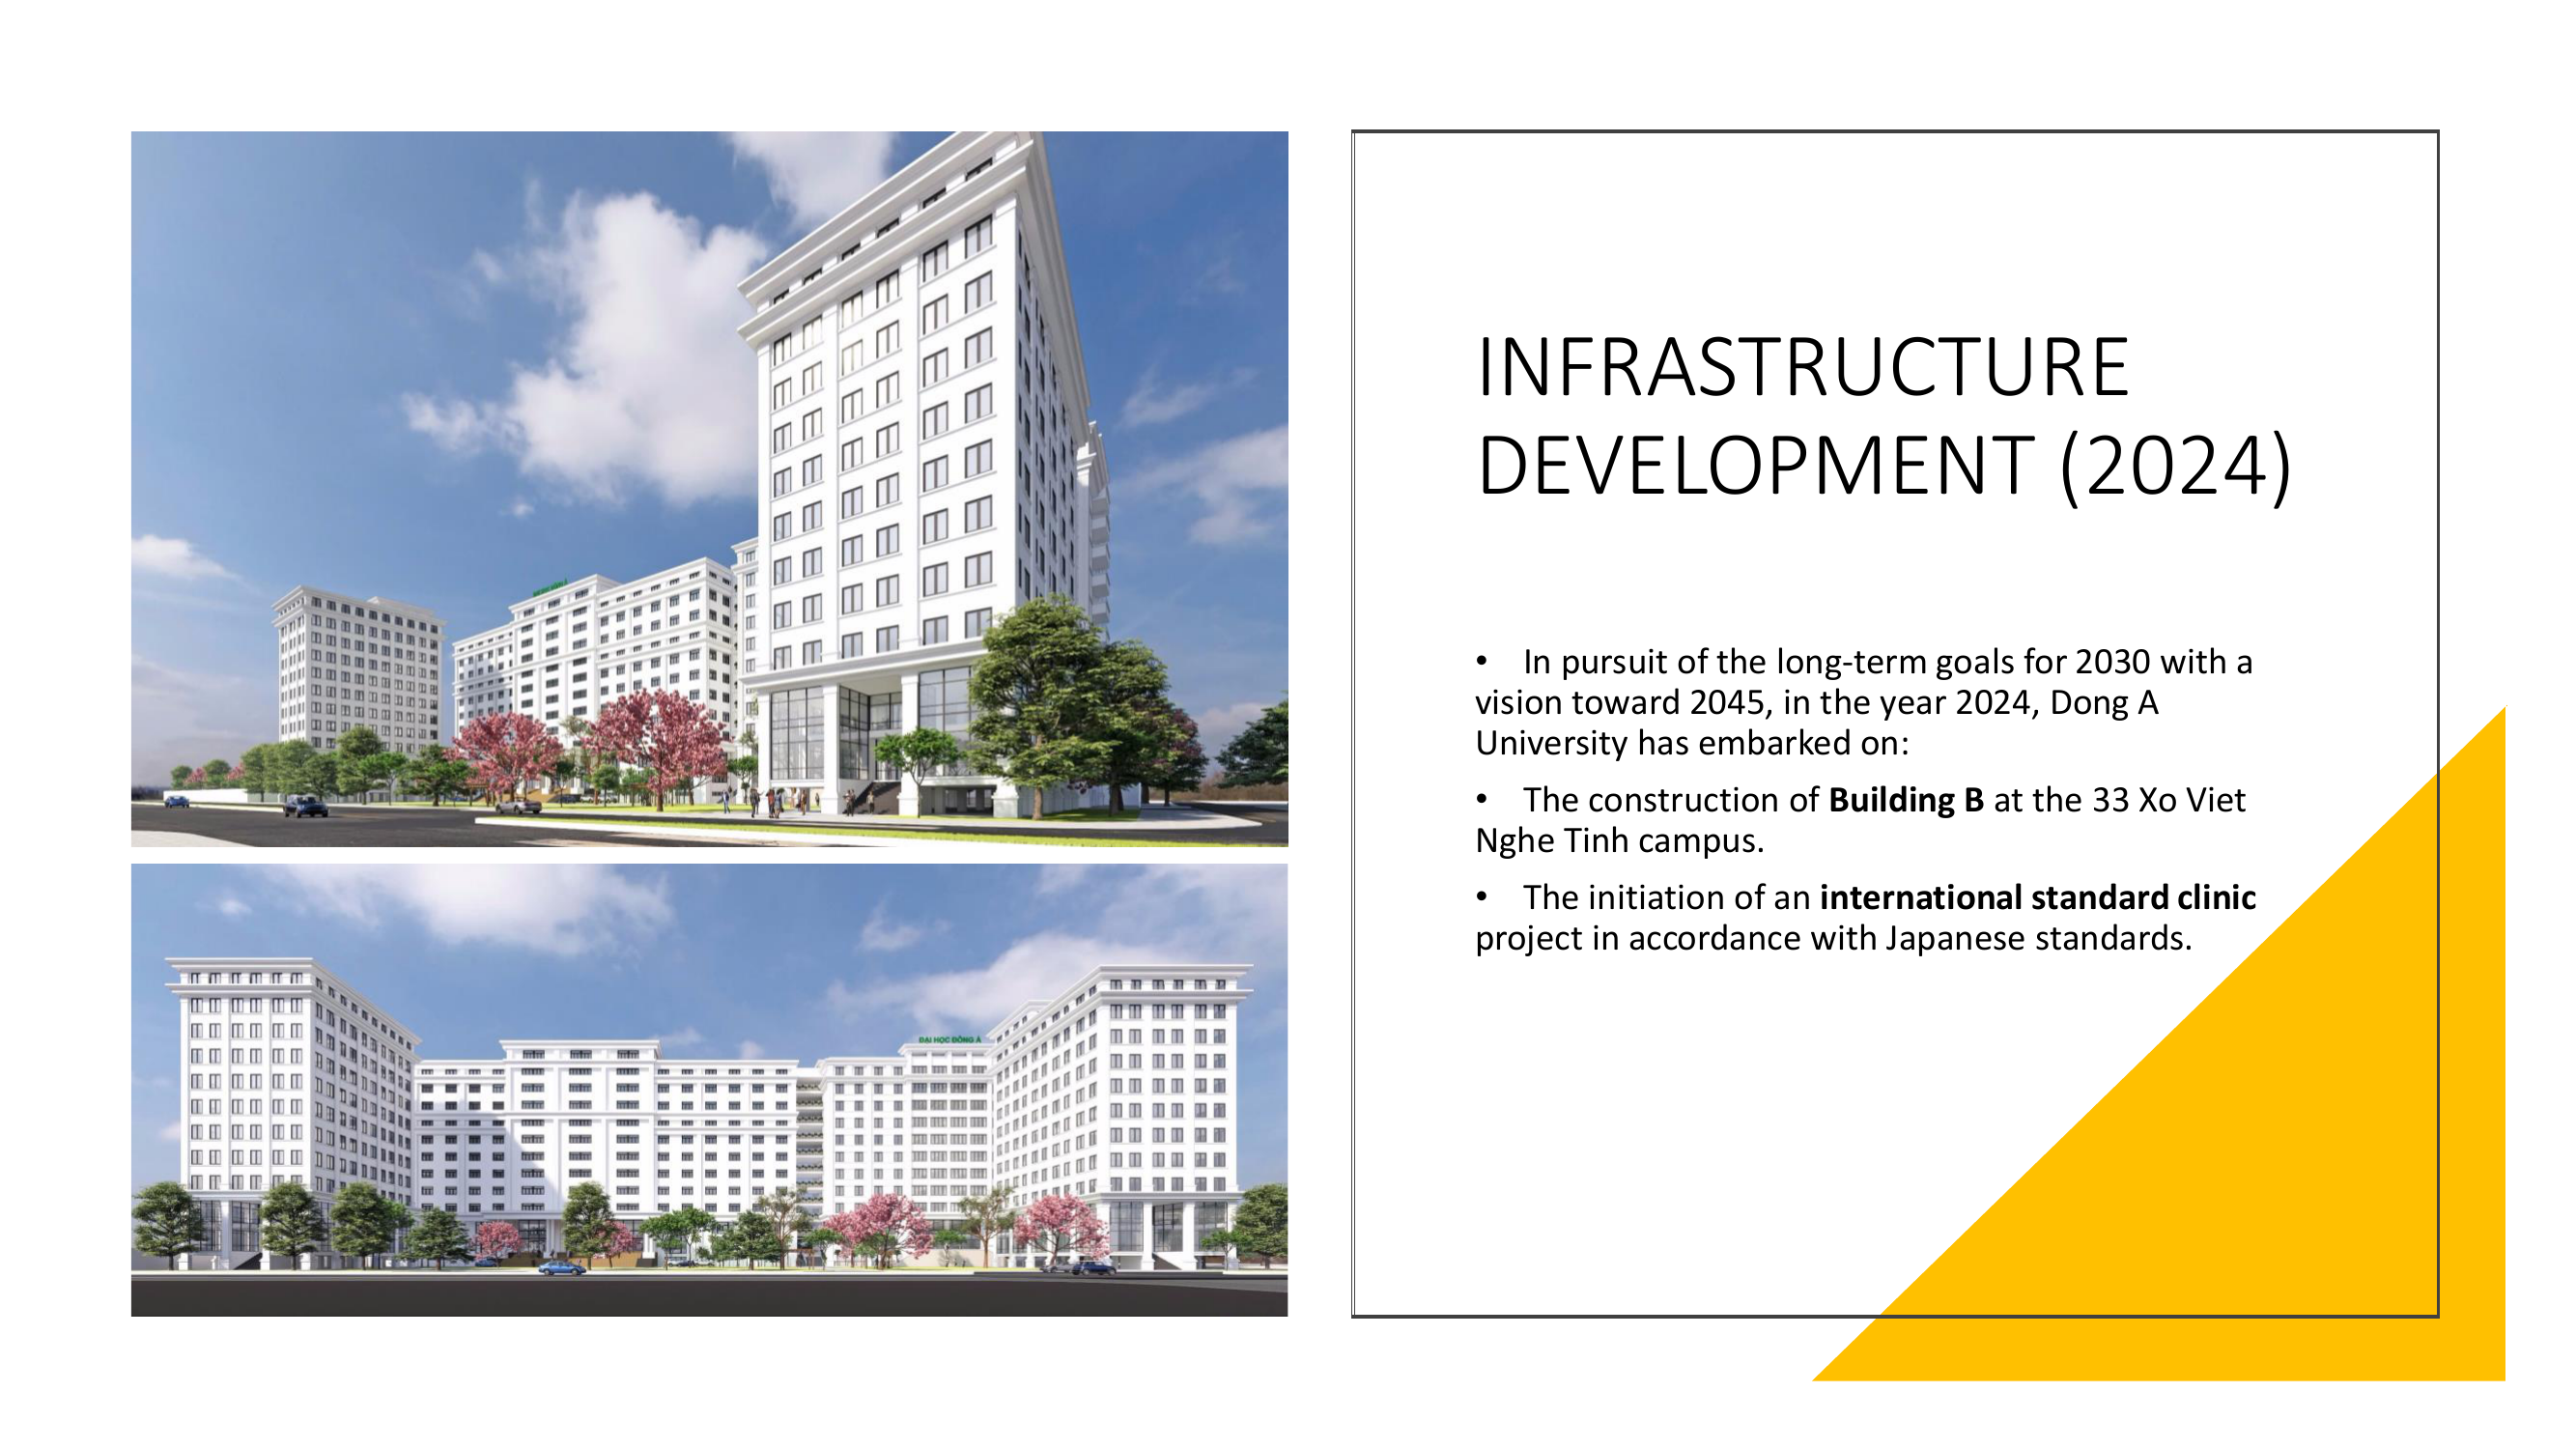 INFRASTRUCTURE
DEVELOPMENT (2024)
• In pursuit of the long-term goals for 2030 with a
vision toward 2045, in the year 2024, Dong A
University has embarked on:
• The construction of Building B at the 33 Xo Viet
Nghe Tinh campus.
• The initiation of an international standard clinic
project in accordance with Japanese standards.
ĐẠI HỌC ĐÔNG Á